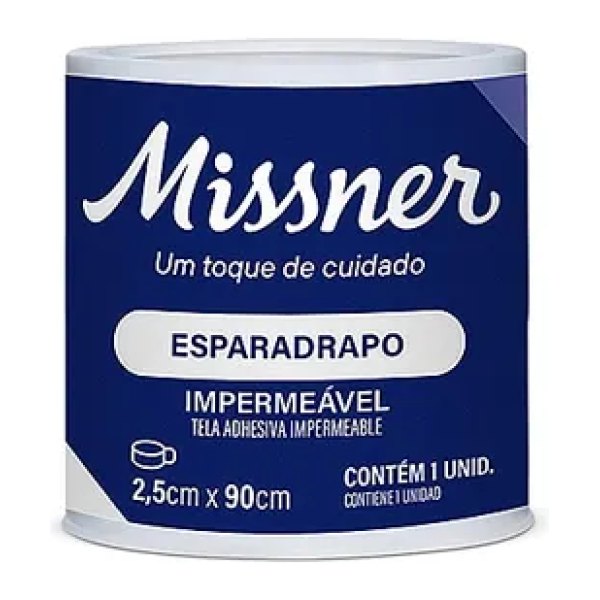 Missner
Um toque de cuidado
ESPARADRAPO
IMPERMEÁVEL
TELA ADHESIVA IMPERMEABLE
2,5cm x 90cm
CONTÉM 1 UNID.
CONTIENE 1 UNIDAD